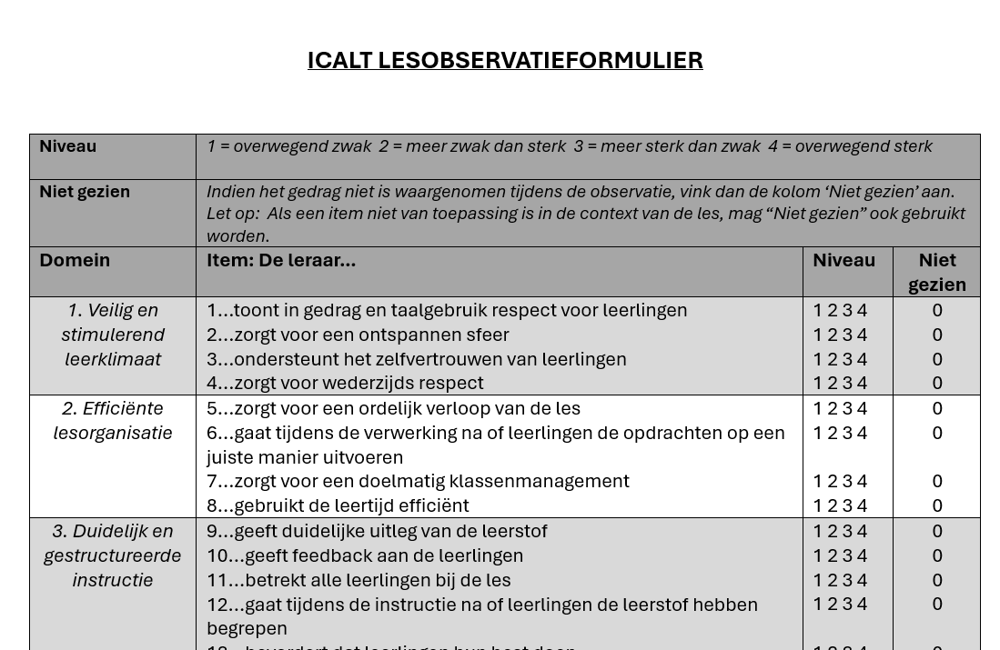 ICALT LESOBSERVATIEFORMULIER
Niveau 1 = overwegend zwak 2 = meer zwak dan sterk 3 = meer sterk dan zwak 4 = overwegend sterk
Niet gezien Indien het gedrag niet is waargenomen tijdens de observatie, vink dan de kolom ‘Niet gezien’ aan.
Let op: Als een item niet van toepassing is in de context van de les, mag “Niet gezien” ook gebruikt
worden.
Domein Item: De leraar... Niveau Niet
gezien
1. Veilig en 1...toont in gedrag en taalgebruik respect voor leerlingen 1 2 3 4 0
stimulerend 2...zorgt voor een ontspannen sfeer 1 2 3 4 0
leerklimaat 3...ondersteunt het zelfvertrouwen van leerlingen 1 2 3 4 0
4...zorgt voor wederzijds respect 1 2 3 4 0
2. Efficiënte 5...zorgt voor een ordelijk verloop van de les 1 2 3 4 0
lesorganisatie 6...gaat tijdens de verwerking na of leerlingen de opdrachten op een 1 2 3 4 0
juiste manier uitvoeren
7...zorgt voor een doelmatig klassenmanagement 1 2 3 4 0
8...gebruikt de leertijd efficiënt 1 2 3 4 0
3. Duidelijk en 9...geeft duidelijke uitleg van de leerstof 1 2 3 4 0
gestructureerde 10...geeft feedback aan de leerlingen 1 2 3 4 0
instructie 11...betrekt alle leerlingen bij de les 1 2 3 4 0
12...gaat tijdens de instructie na of leerlingen de leerstof hebben 1 2 3 4 0
begrepen